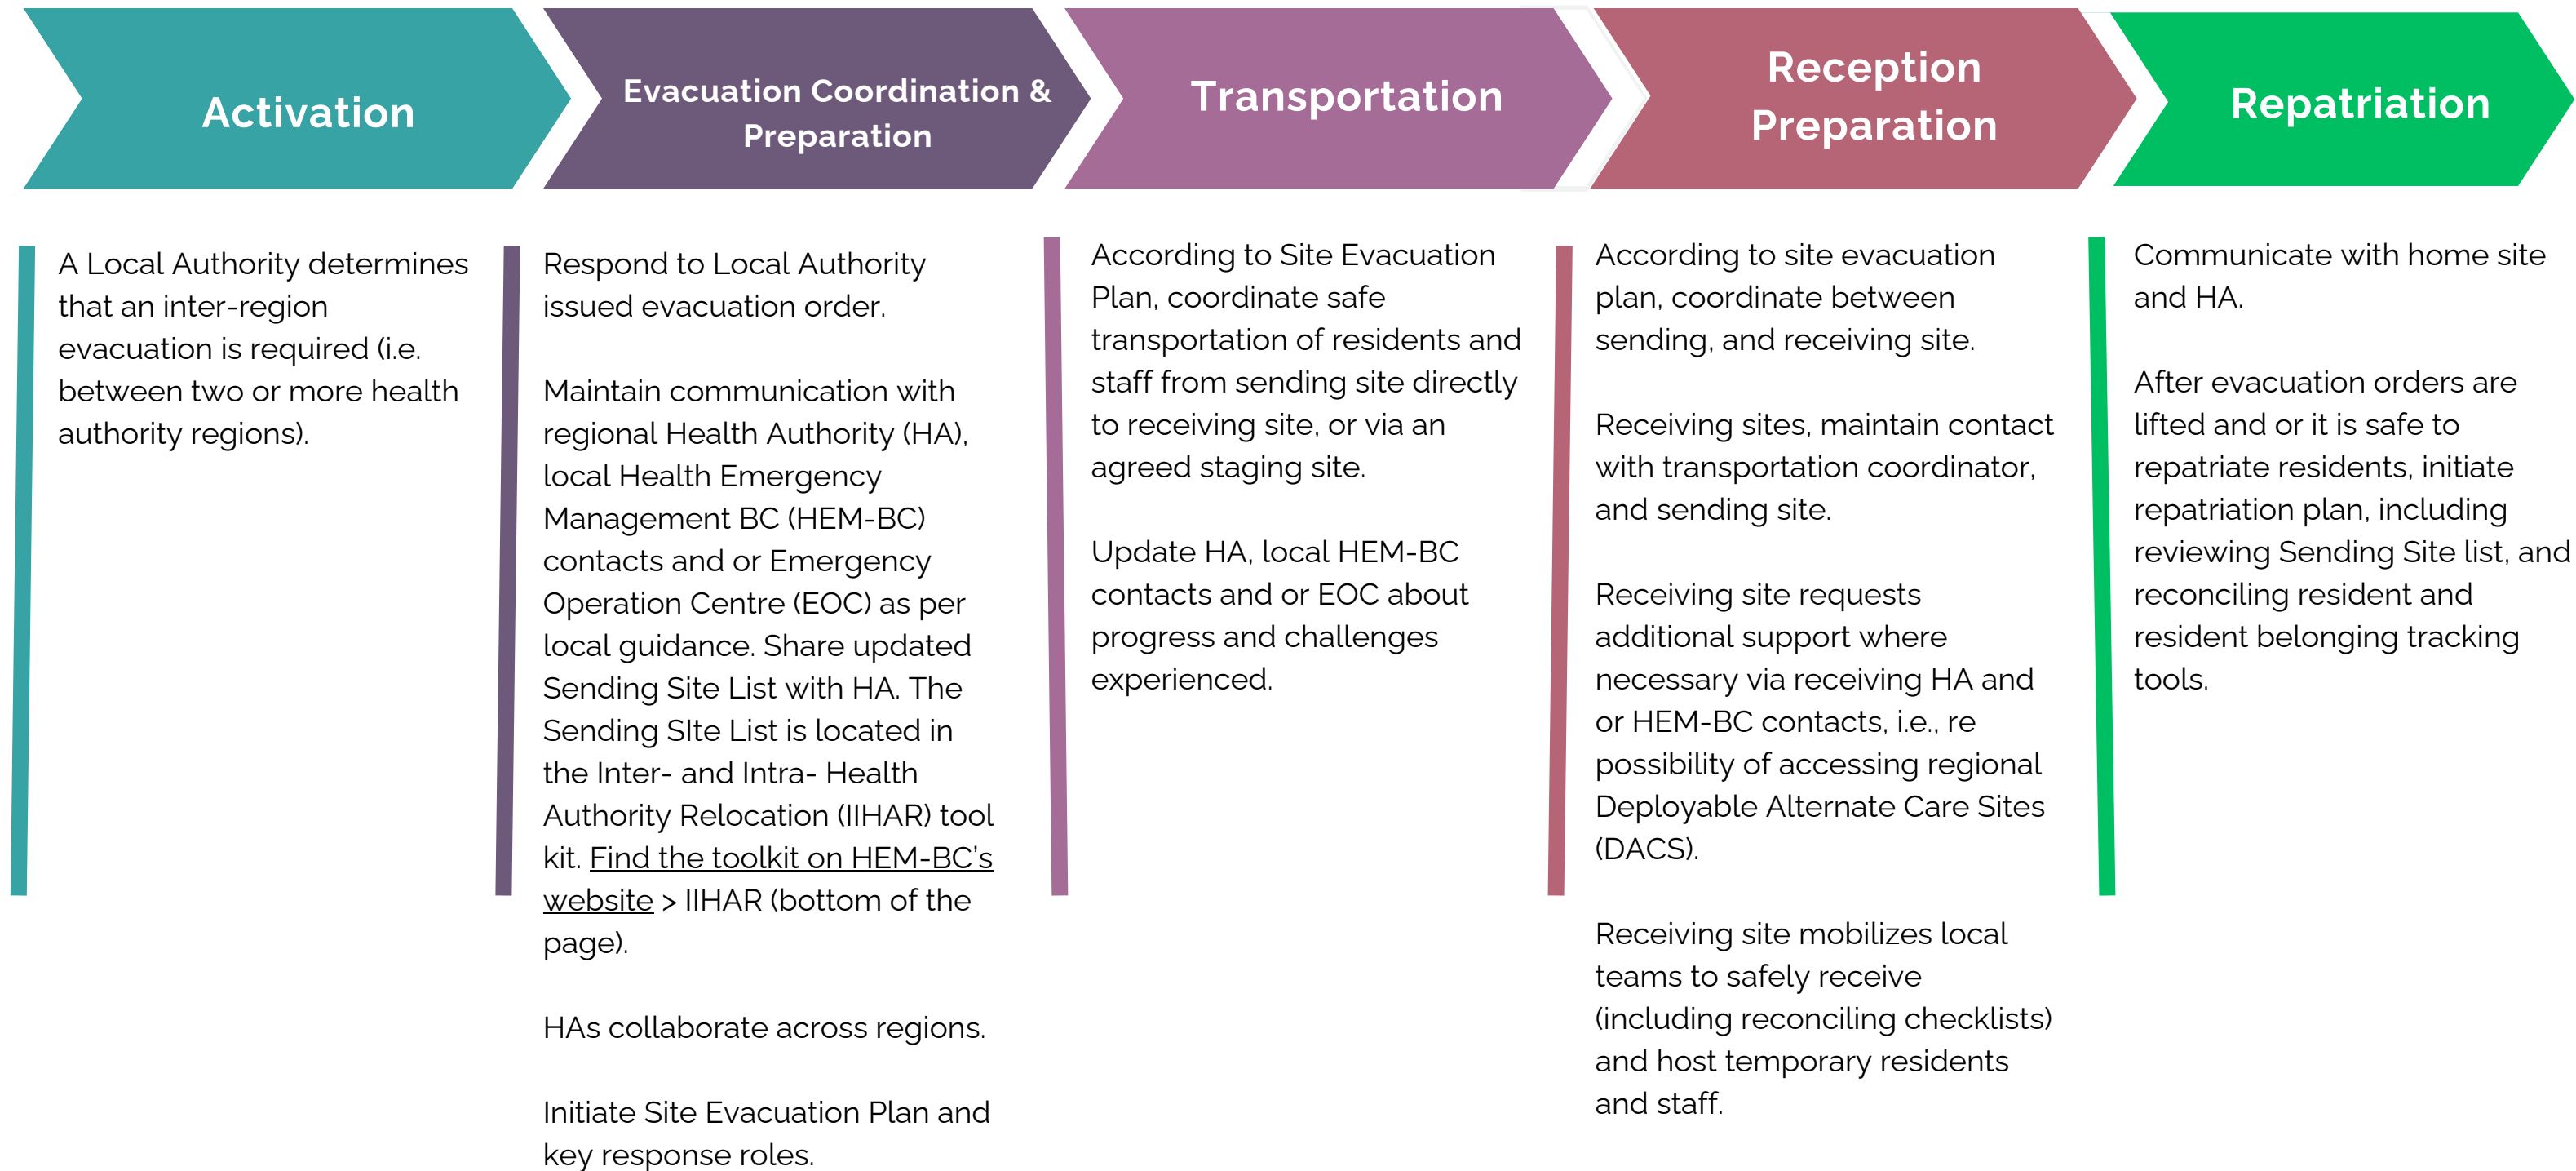 Activation
Evacuation Coordination &
Preparation
Transportation
Reception
Preparation
Repatriation
A Local Authority determines
that an inter-region
evacuation is required (i.e.
between two or more health
authority regions).
Respond to Local Authority
issued evacuation order.
Maintain communication with
regional Health Authority (HA),
local Health Emergency
Management BC (HEM-BC)
contacts and or Emergency
Operation Centre (EOC) as per
local guidance. Share updated
Sending Site List with HA. The
Sending SIte List is located in
the Inter- and Intra- Health
Authority Relocation (IIHAR) tool
kit. Find the toolkit on HEM-BC's
website > IIHAR (bottom of the
page).
HAs collaborate across regions.
Initiate Site Evacuation Plan and
key response roles.
According to Site Evacuation
Plan, coordinate safe
transportation of residents and
staff from sending site directly
to receiving site, or via an
agreed staging site.
Update HA, local HEM-BC
contacts and or EOC about
progress and challenges
experienced.
According to site evacuation
plan, coordinate between
sending, and receiving site.
Receiving sites, maintain contact
with transportation coordinator,
and sending site.
Receiving site requests
additional support where
necessary via receiving HA and
or HEM-BC contacts, i.e., re
possibility of accessing regional
Deployable Alternate Care Sites
(DACS).
Receiving site mobilizes local
teams to safely receive
(including reconciling checklists)
and host temporary residents
and staff.
Communicate with home site
and HA.
After evacuation orders are
lifted and or it is safe to
repatriate residents, initiate
repatriation plan, including
reviewing Sending Site list, and
reconciling resident and
resident belonging tracking
tools.